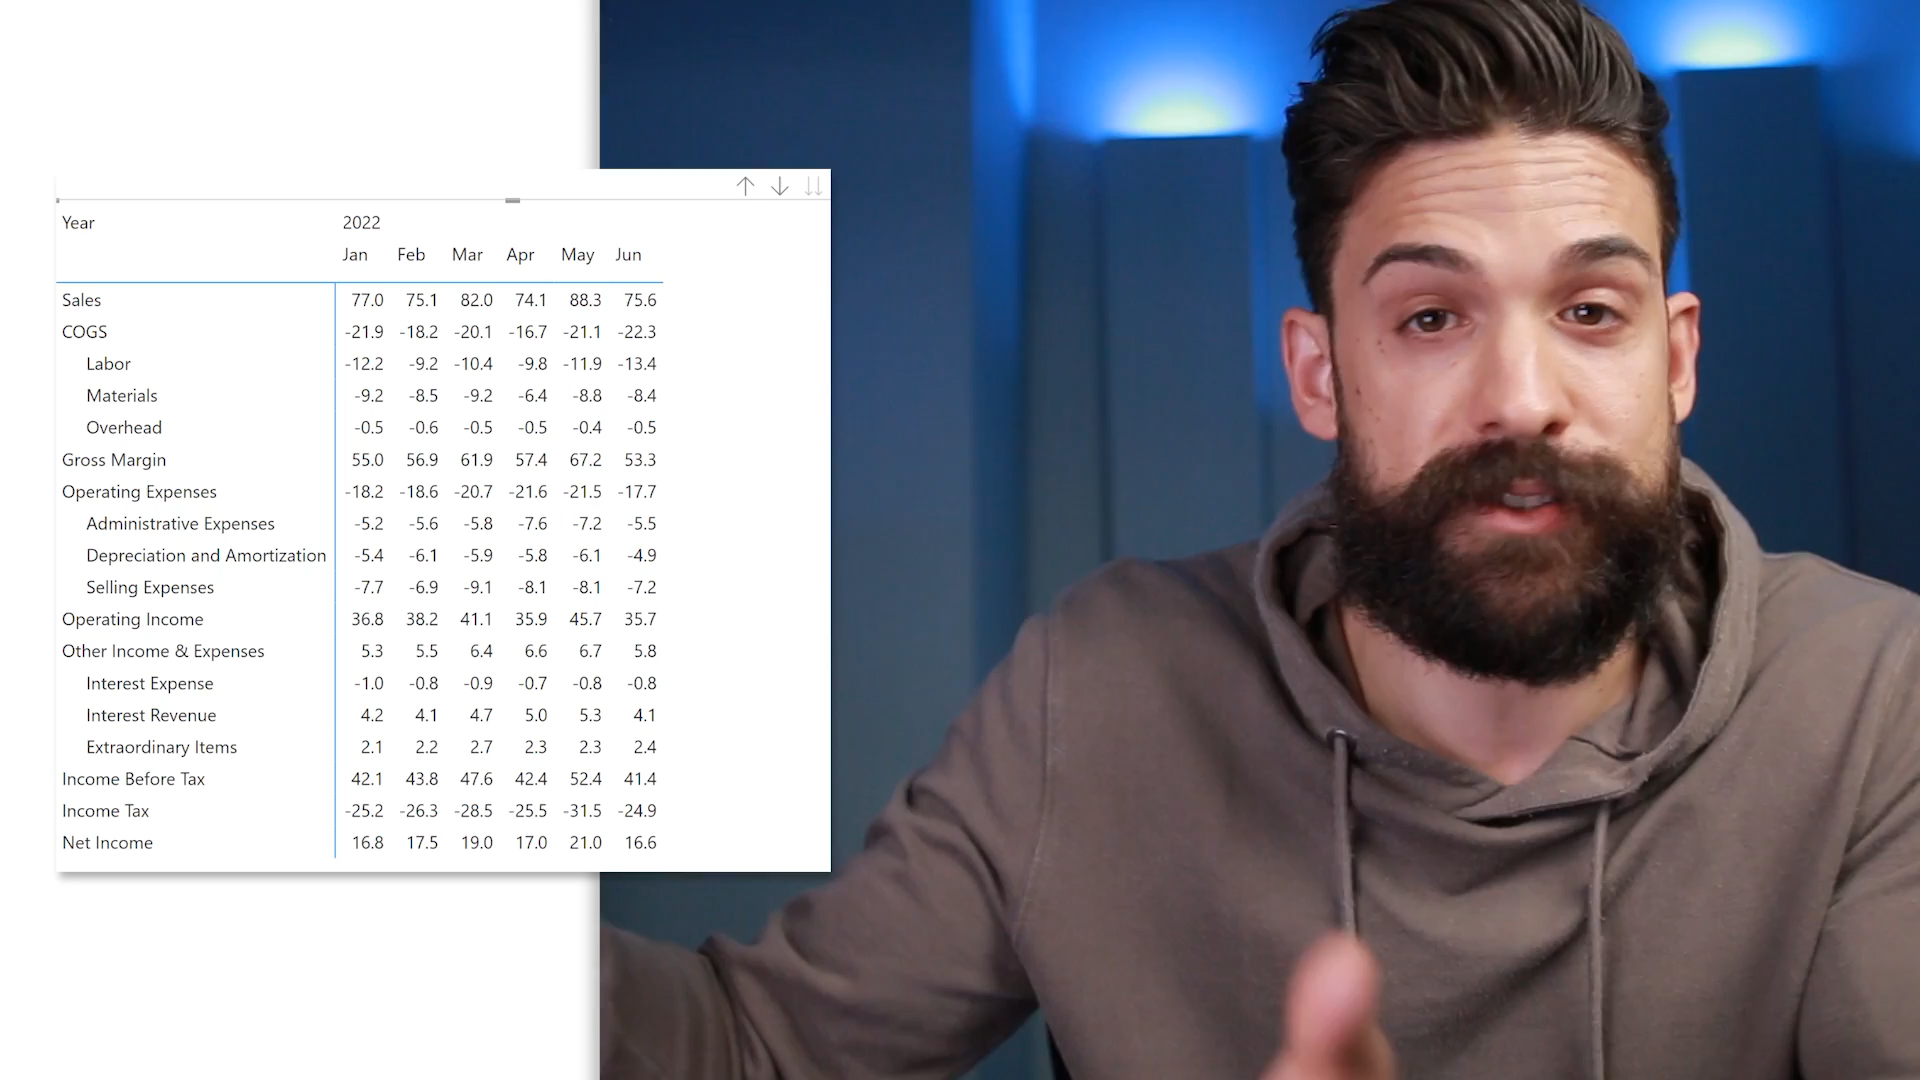 Year 2022
Jan Feb Mar Apr May Jun
Sales 77.0 75.1 82.0 74.1 88.3 75.6
COGS -21.9 -18.2 -20.1 -16.7 -21.1 -22.3
Labor -12.2 -9.2 -10.4 -9.8 -11.9 -13.4
Materials -9.2 -8.5 -9.2 -6.4 -8.8 -8.4
Overhead -0.5 -0.6 -0.5 -0.5 -0.4 -0.5
Gross Margin 55.0 56.9 61.9 57.4 67.2 53.3
Operating Expenses -18.2 -18.6 -20.7 -21.6 -21.5 -17.7
Administrative Expenses -5.2 -5.6 -5.8 -7.6 -7.2 -5.5
Depreciation and Amortization -5.4 -6.1 -5.9 -5.8 -6.1 -4.9
Selling Expenses -7.7 -6.9 -9.1 -8.1 -8.1 -7.2
Operating Income 36.8 38.2 41.1 35.9 45.7 35.7
Other Income & Expenses 5.3 5.5 6.4 6.6 6.7 5.8
Interest Expense -1.0 -0.8 -0.9 -0.7 -0.8 -0.8
Interest Revenue 4.2 4.1 4.7 5.0 5.3 4.1
Extraordinary Items 2.1 2.2 2.7 2.3 2.3 2.4
Income Before Tax 42.1 43.8 47.6 42.4 52.4 41.4
Income Tax -25.2 -26.3 -28.5 -25.5 -31.5 -24.9
Net Income 16.8 17.5 19.0 17.0 21.0 16.6